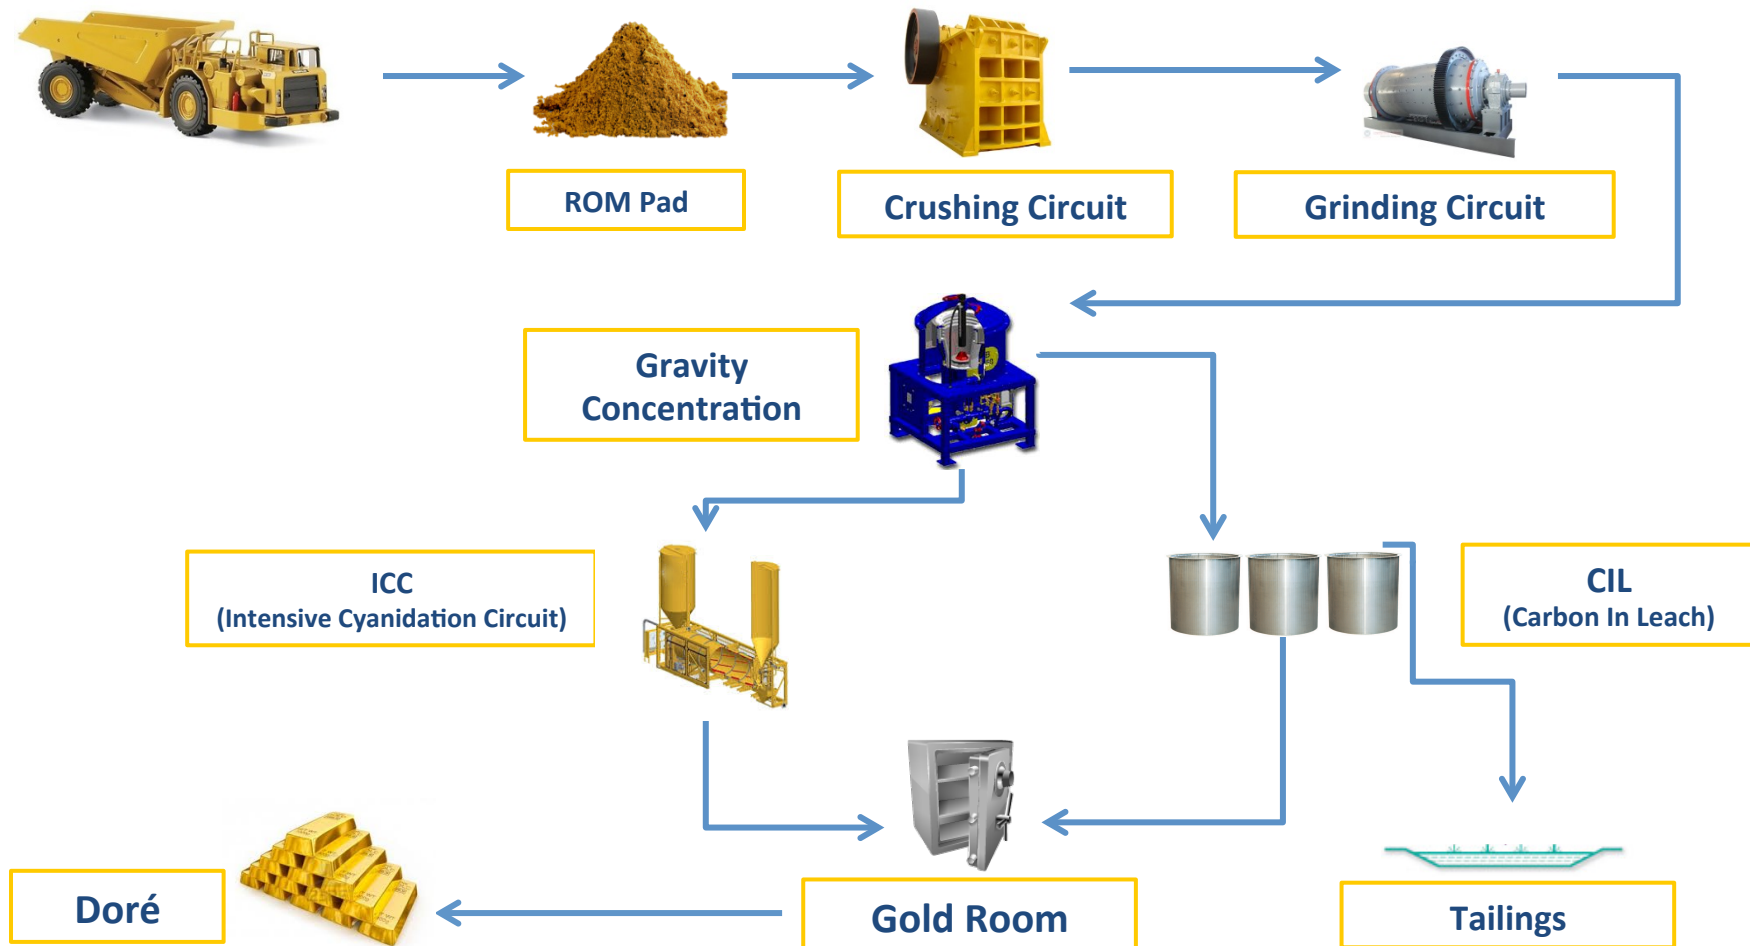 ROM Pad
Crushing Circuit
Grinding Circuit
Gravity
Concentration
ICC
(Intensive Cyanidation Circuit)
CIL
(Carbon In Leach)
Doré
Gold Room
Tailings